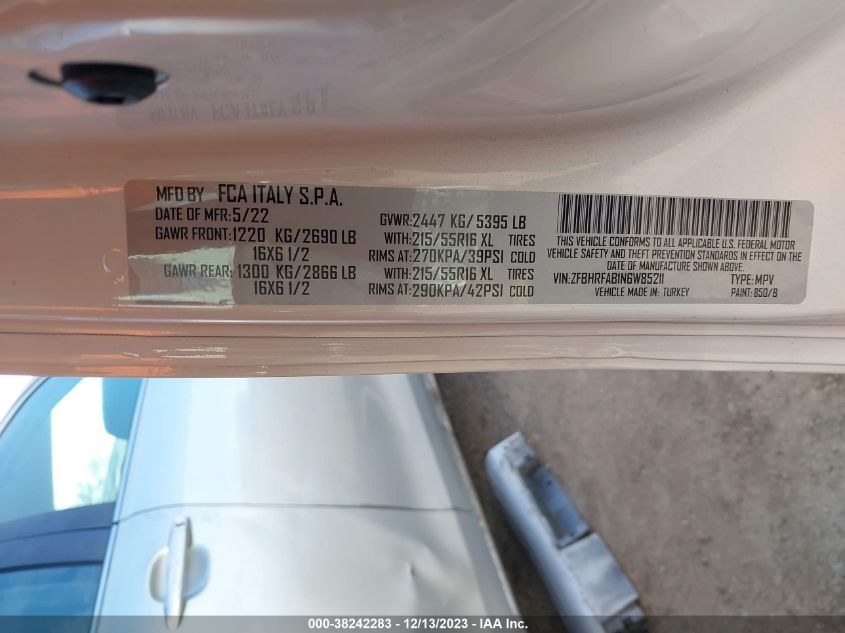 MFD BY FCA ITALY S.P.A.
DATE OF MFR:5/22 GVWR:2447 KG/5395 LB
GAWR FRONT:1220 KG/2690 LB WITH:215/55R16 XL TIRES
16X6 1/2 RIMS AT:270KPA/39PSI COLD
GAWR REAR:1300 KG/2866 LB WITH:215/55R16 XL TIRES
16X6 1/2 RIMS AT:290KPA/42PSI COLD
THIS VEHICLE CONFORMS TO ALL APPLICABLE U.S. FEDERAL MOTOR
VEHICLE SAFETY, BUMPER, AND THEFT PREVENTION STANDARDS IN EFFECT
ON THE DATE OF MANUFACTURE SHOWN ABOVE.
VIN:ZFBHRFAB1N6W85211 TYPE:MPV
VEHICLE MADE IN: TURKEY PAINT:850/B
000-38242283 - 12/13/2023 - IAA Inc.